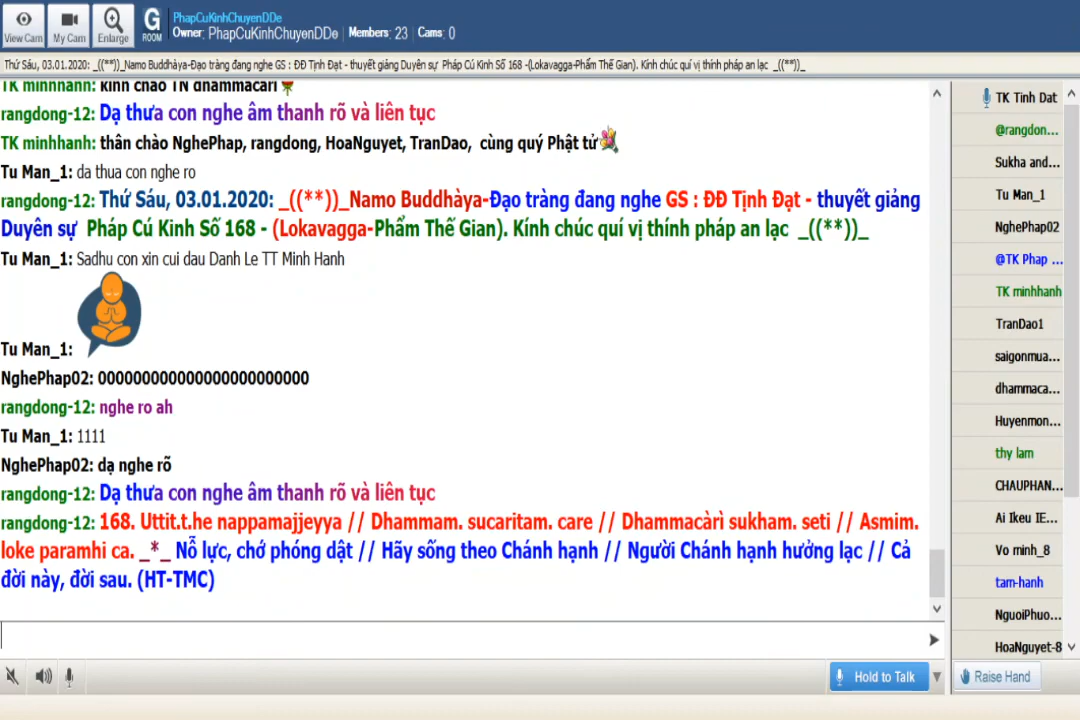 PhapCuKinhChuyenDDe
Owner: PhapCuKinhChuyenDDe Members: 23 Cams: 0
View Cam My Cam Enlarge G ROOM
Thứ Sáu, 03.01.2020: _((**))_Namo Buddhàya-Đạo tràng đang nghe GS : ĐĐ Tịnh Đạt - thuyết giảng Duyên sự Pháp Cú Kinh Số 168 -(Lokavagga-Phẩm Thế Gian). Kính chúc quí vị thính pháp an lạc _((**))_
TK minhhanh: kinh chao TN dhammacari
rangdong-12: Dạ thưa con nghe âm thanh rõ và liên tục
TK minhhanh: thân chào NghePhap, rangdong, HoaNguyet, TranDao, cùng quý Phật tử
Tu Man_1: da thua con nghe ro
rangdong-12: Thứ Sáu, 03.01.2020: _((**))_Namo Buddhàya-Đạo tràng đang nghe GS : ĐĐ Tịnh Đạt - thuyết giảng
Duyên sự Pháp Cú Kinh Số 168 - (Lokavagga-Phẩm Thế Gian). Kính chúc quí vị thính pháp an lạc _((**))_
Tu Man_1: Sadhu con xin cui dau Danh Le TT Minh Hanh
Tu Man_1:
NghePhap02: 000000000000000000000000
rangdong-12: nghe ro ah
Tu Man_1: 1111
NghePhap02: dạ nghe rõ
rangdong-12: Dạ thưa con nghe âm thanh rõ và liên tục
rangdong-12: 168. Uttit.t.he nappamajjeyya // Dhammam. sucaritam. care // Dhammacàrì sukham. seti // Asmim.
loke paramhi ca. _*_ Nỗ lực, chớ phóng dật // Hãy sống theo Chánh hạnh // Người Chánh hạnh hưởng lạc // Cả
đời này, đời sau. (HT-TMC)
TK Tinh Dat
@rangdon...
Sukha and...
Tu Man_1
NghePhap02
@TK Phap ...
TK minhhanh
TranDao1
saigonmua...
dhammaca...
Huyenmon...
thy lam
CHAUPHAN...
Ai Ikeu IE...
Vo minh_8
tam-hanh
NguoiPhuo...
HoaNguyet-8
Hold to Talk
Raise Hand